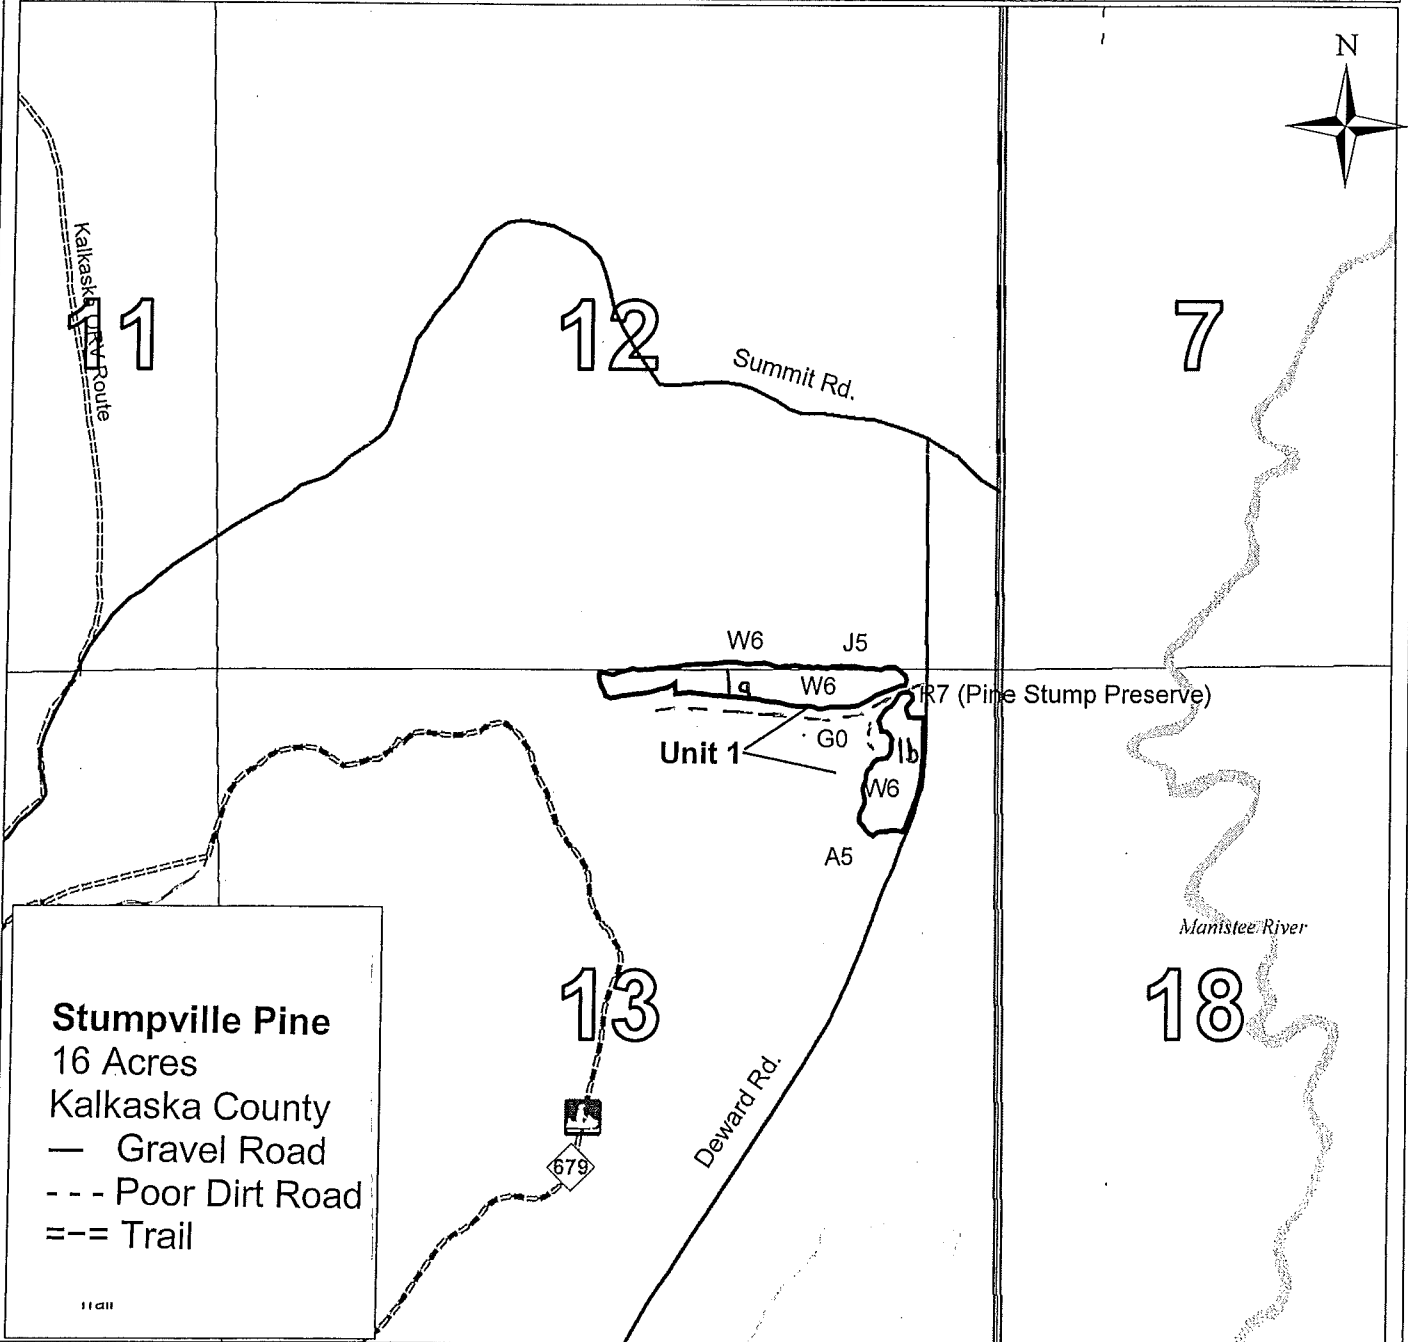 N
Kalkaska ORV Route
11
12
7
Summit Rd.
W6
J5
a
W6
R7 (Pine Stump Preserve)
G0
Unit 1
1b
W6
A5
Manistee River
13
18
Deward Rd.
679
Stumpville Pine
16 Acres
Kalkaska County
— Gravel Road
--- Poor Dirt Road
=-= Trail
Trail